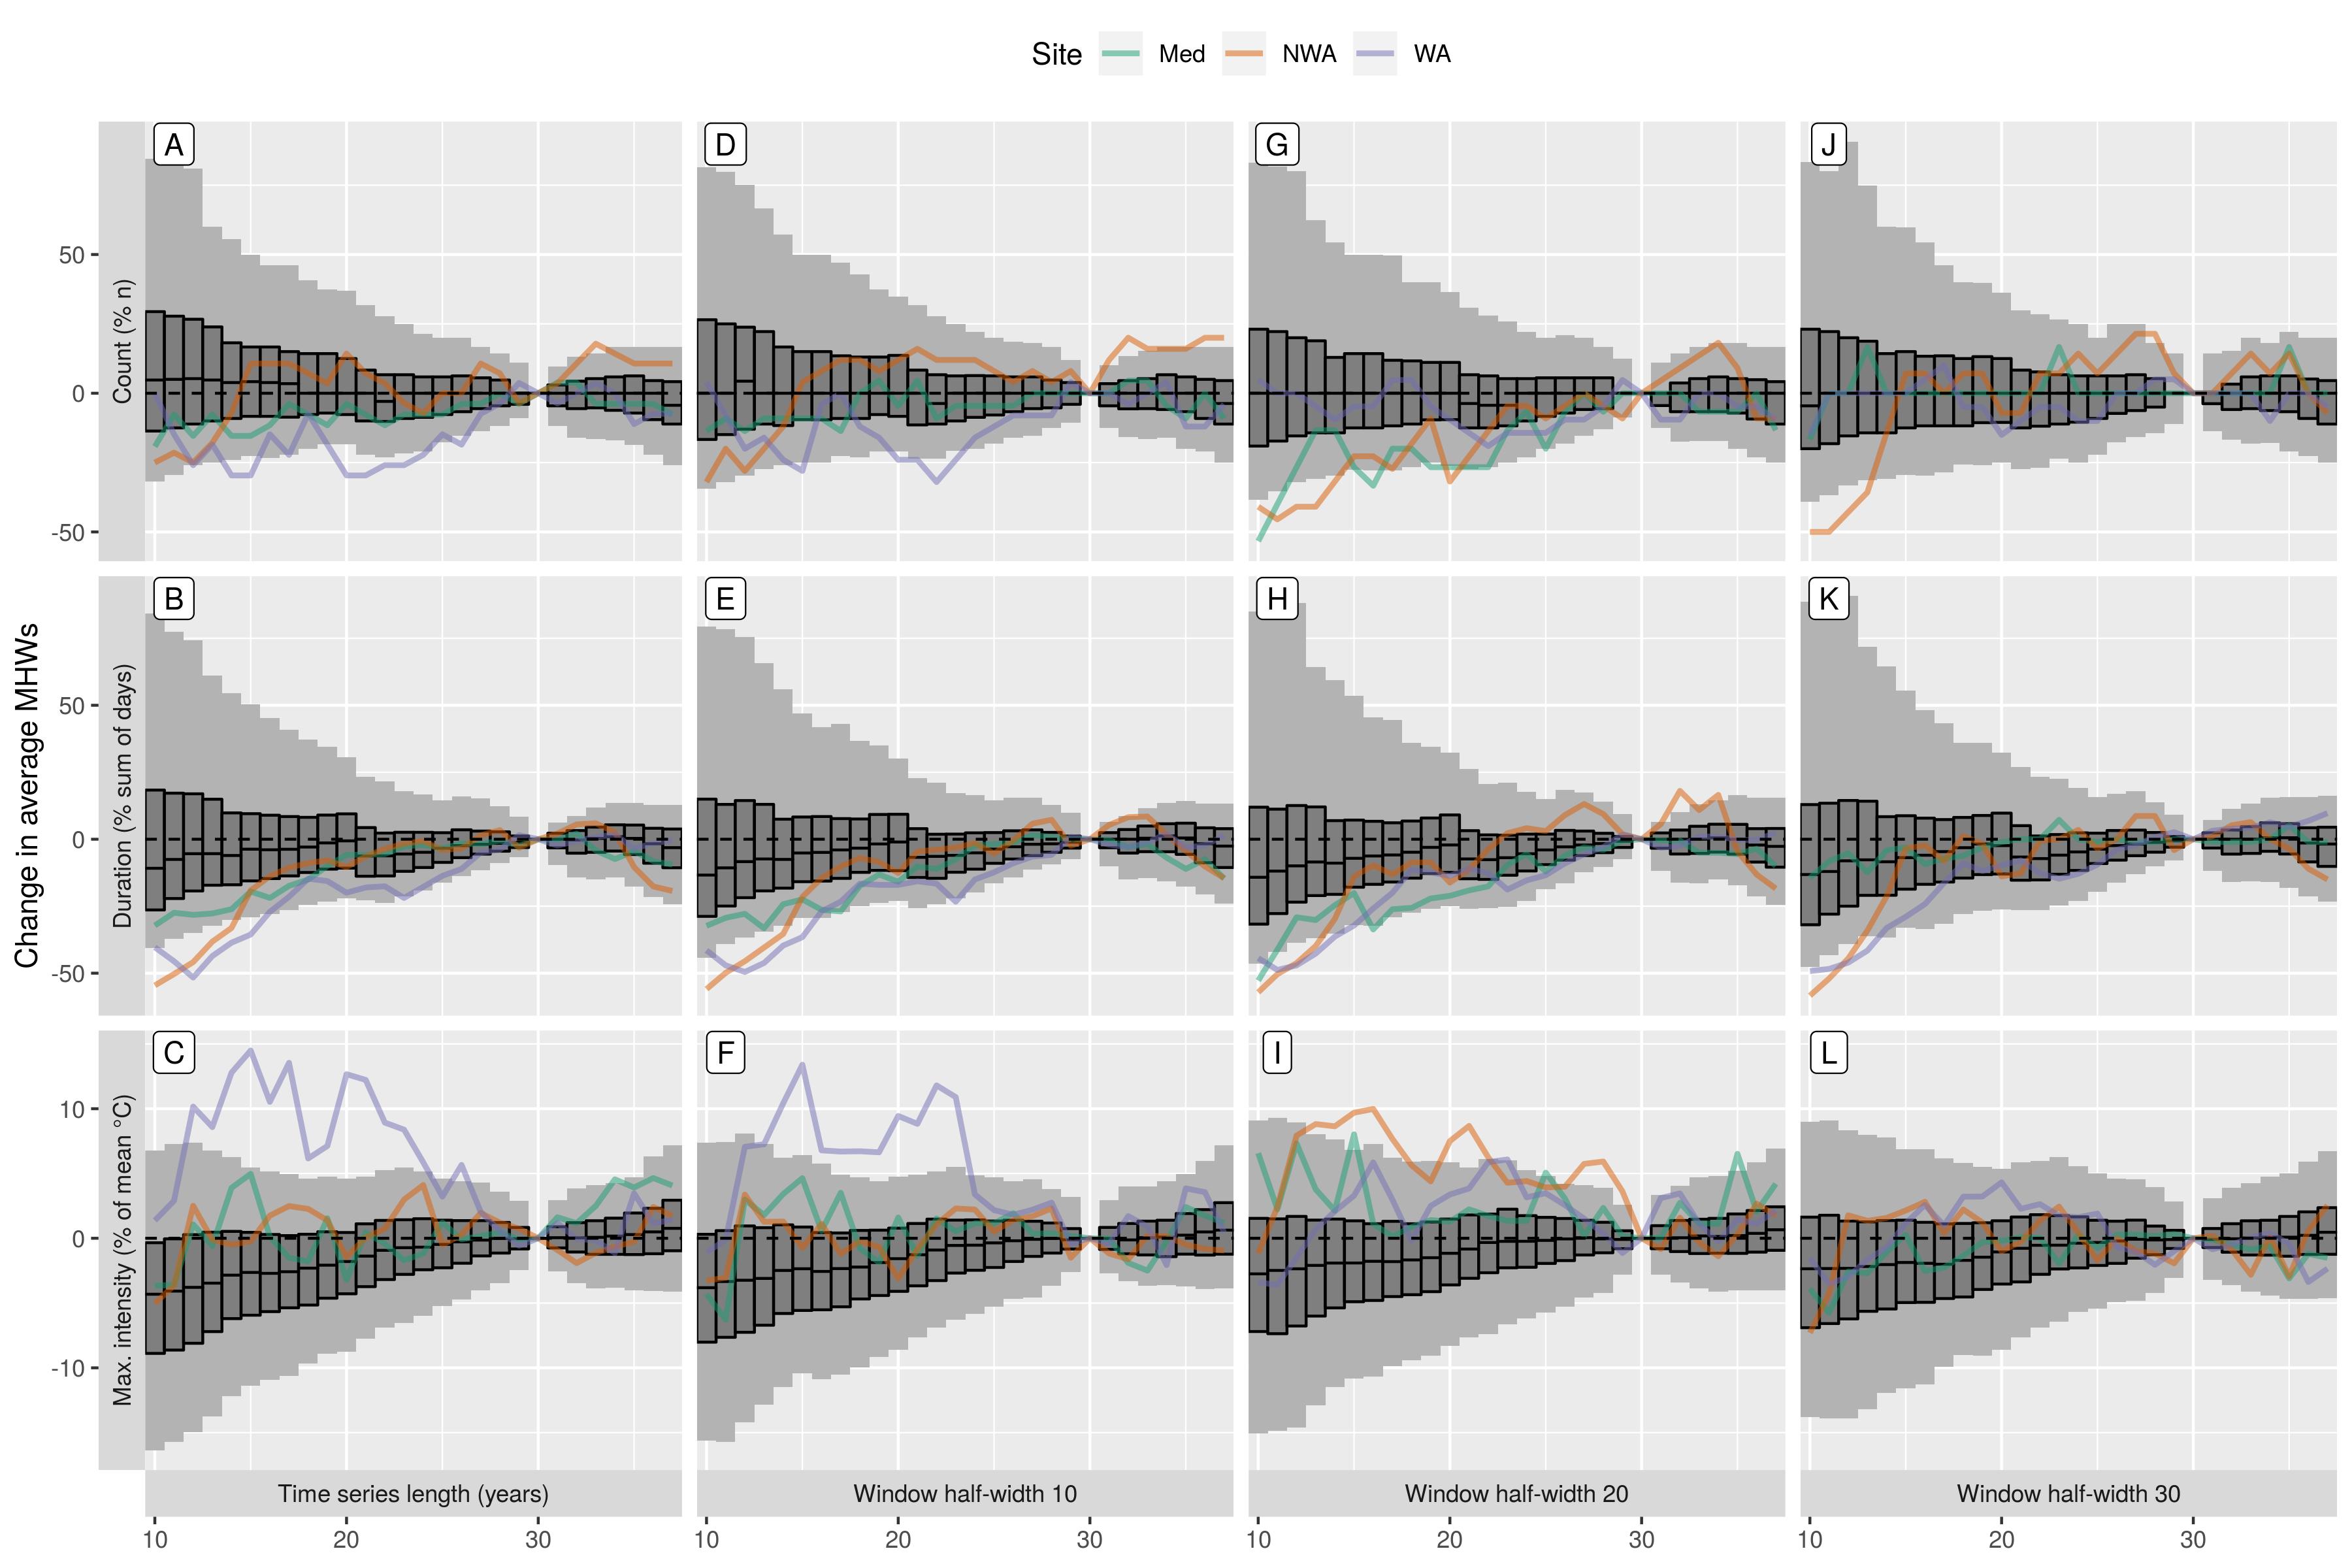 Site Med NWA WA
A D G J
50
0
-50
Count (% n)
B E H K
50
0
-50
Duration (% sum of days)
Change in average MHWs
C F I L
10
0
-10
Max. intensity (% of mean °C)
Time series length (years) Window half-width 10 Window half-width 20 Window half-width 30
10 20 30 10 20 30 10 20 30 10 20 30